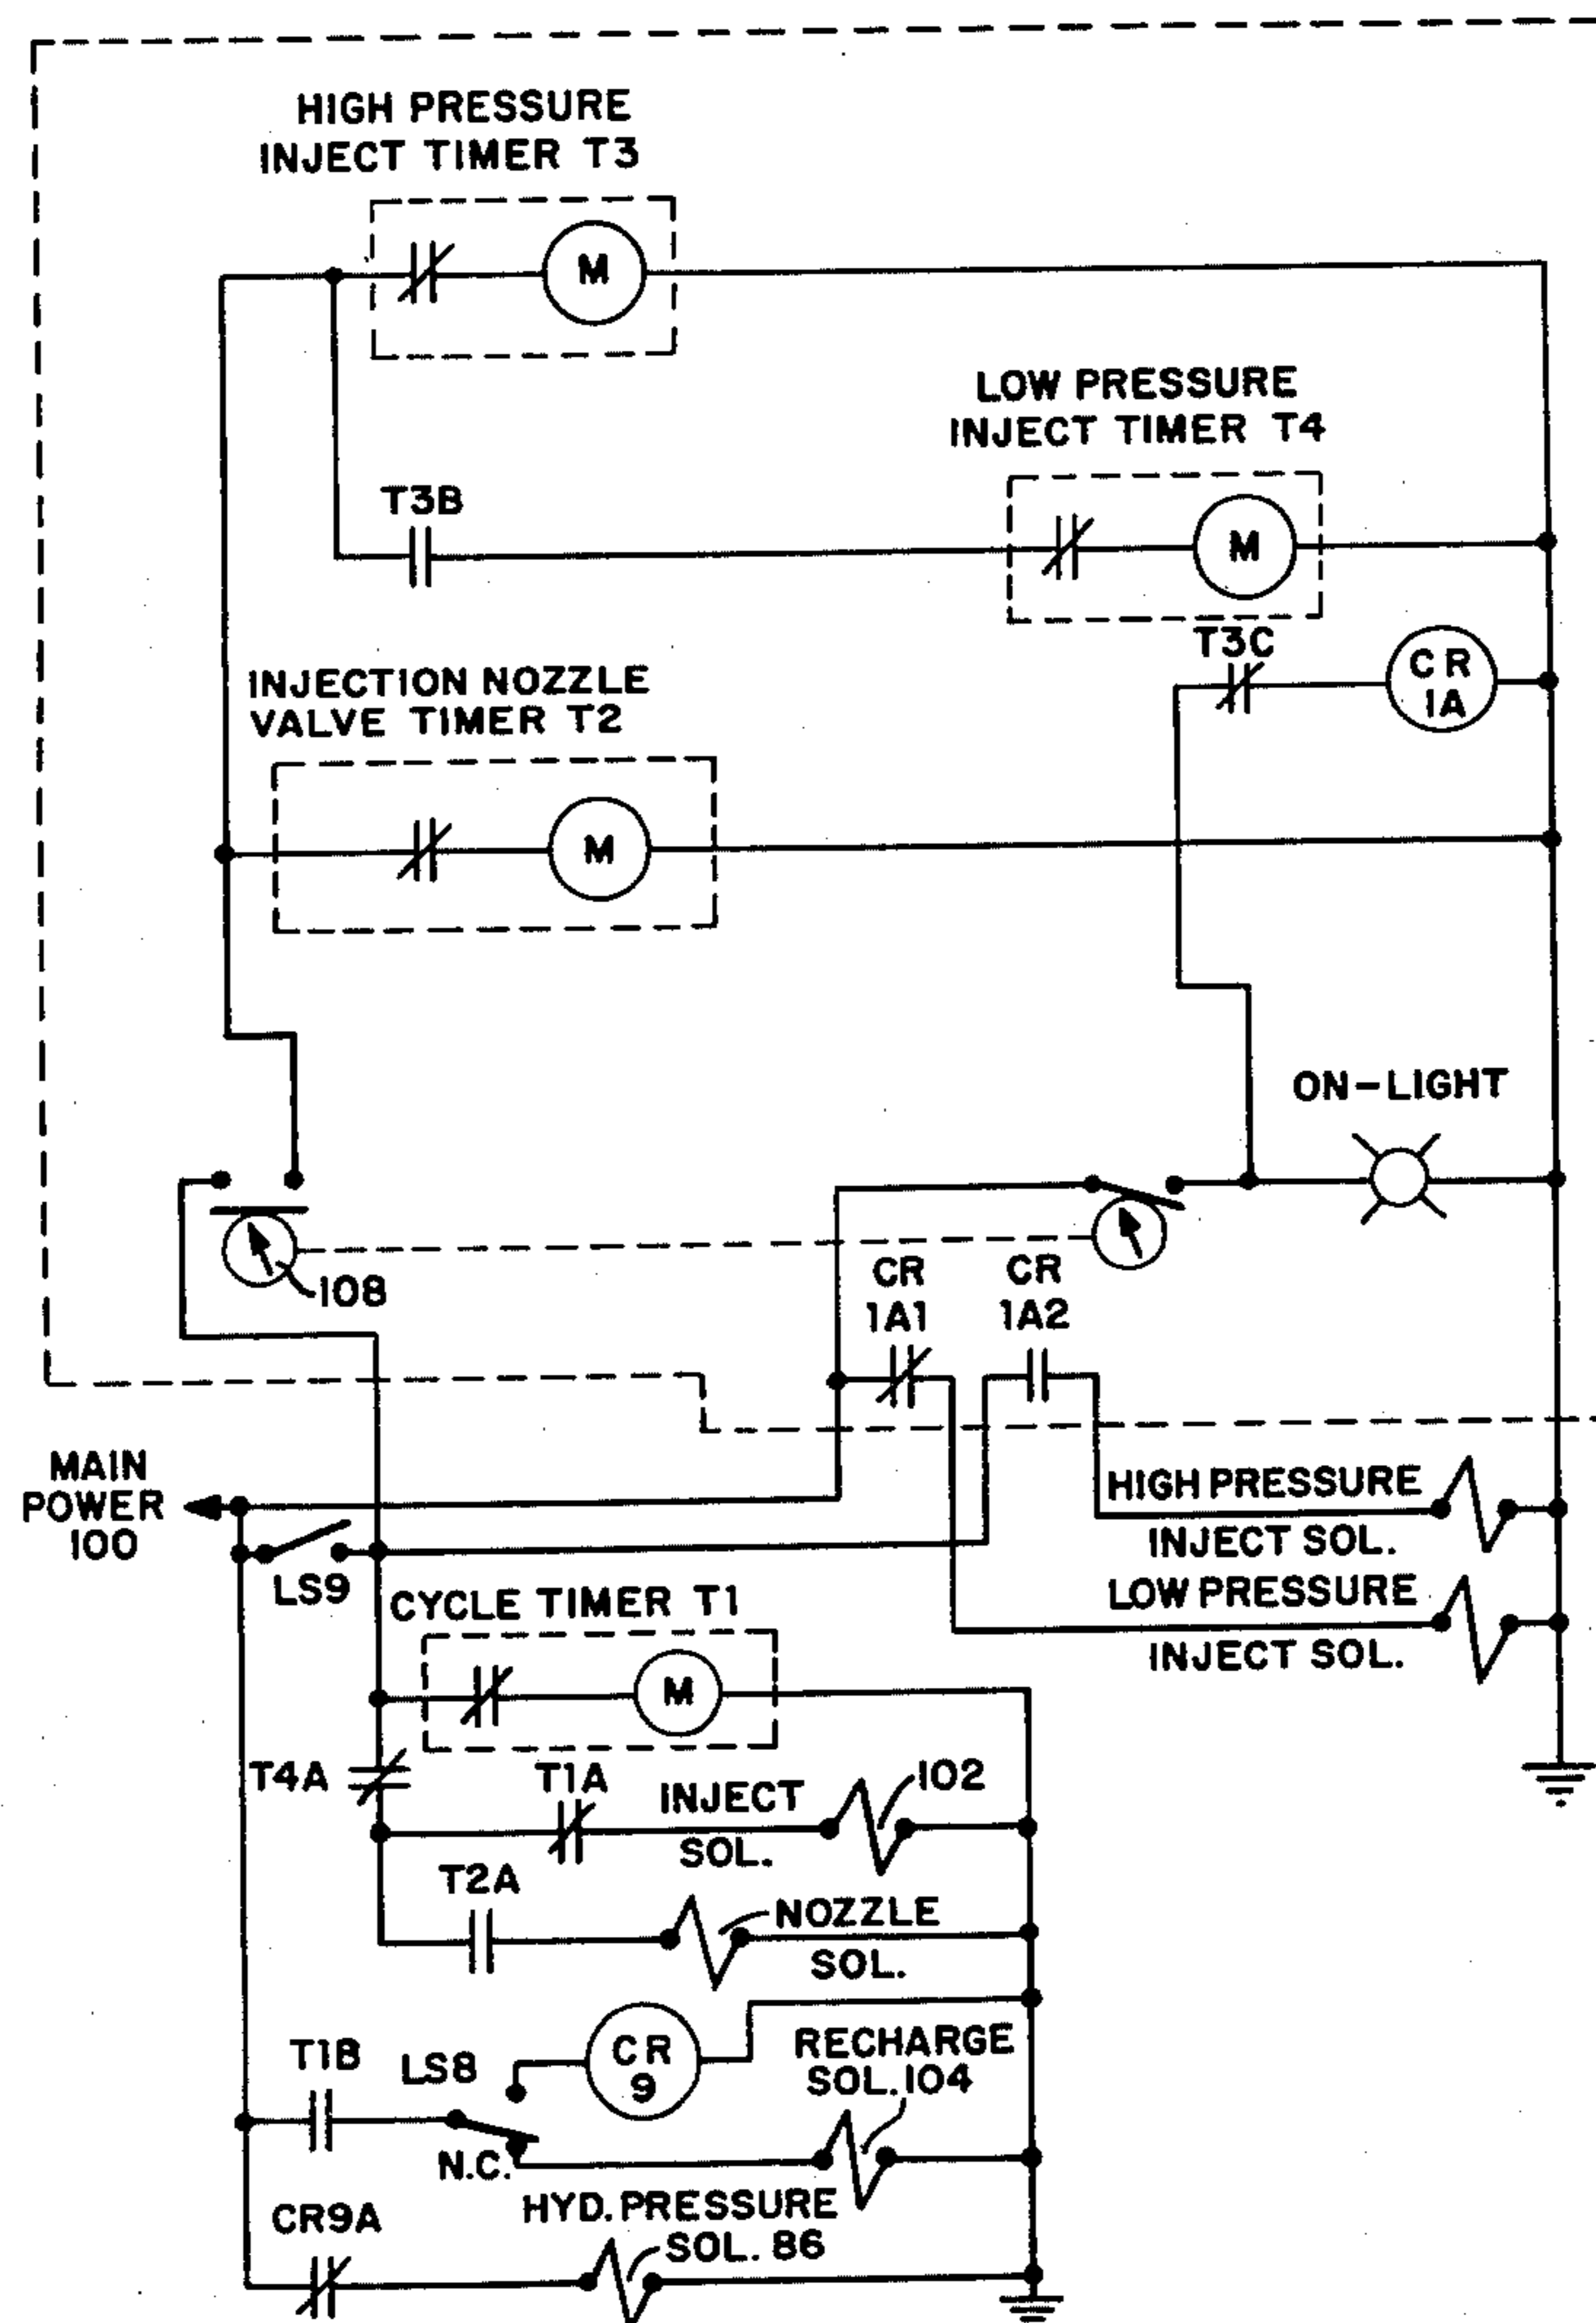 HIGH PRESSURE
INJECT TIMER T3
M
LOW PRESSURE
INJECT TIMER T4
T3B
M
T3C
CR
1A
INJECTION NOZZLE
VALVE TIMER T2
M
ON-LIGHT
108
CR
1A1
CR
1A2
MAIN
POWER
100
HIGH PRESSURE
INJECT SOL.
LS9
LOW PRESSURE
INJECT SOL.
CYCLE TIMER T1
M
T4A
T1A
INJECT
SOL.
102
T2A
NOZZLE
SOL.
T1B
LS8
CR
9
RECHARGE
SOL. 104
N.C.
CR9A
HYD. PRESSURE
SOL. 86